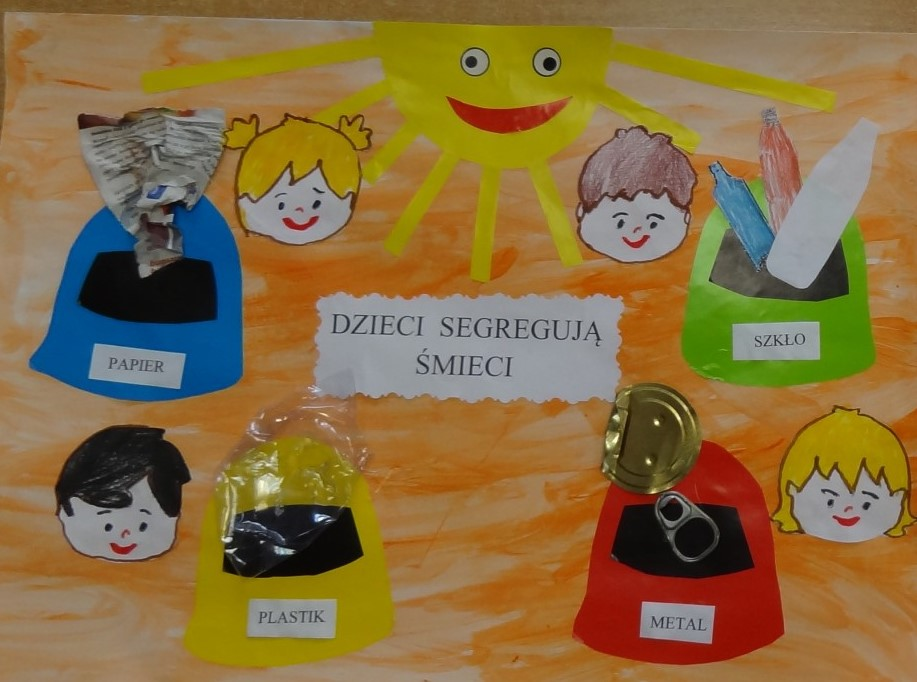 DZIECI SEGREGUJĄ
ŚMIECI
PAPIER
SZKŁO
PLASTIK
METAL